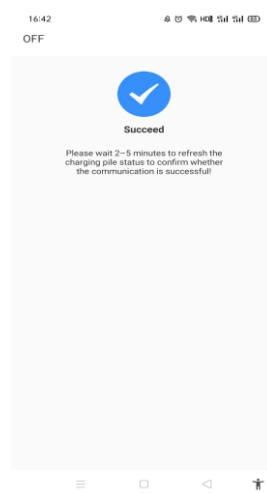 16:42
OFF
Succeed
Please wait 2–5 minutes to refresh the
charging pile status to confirm whether
the communication is successful!